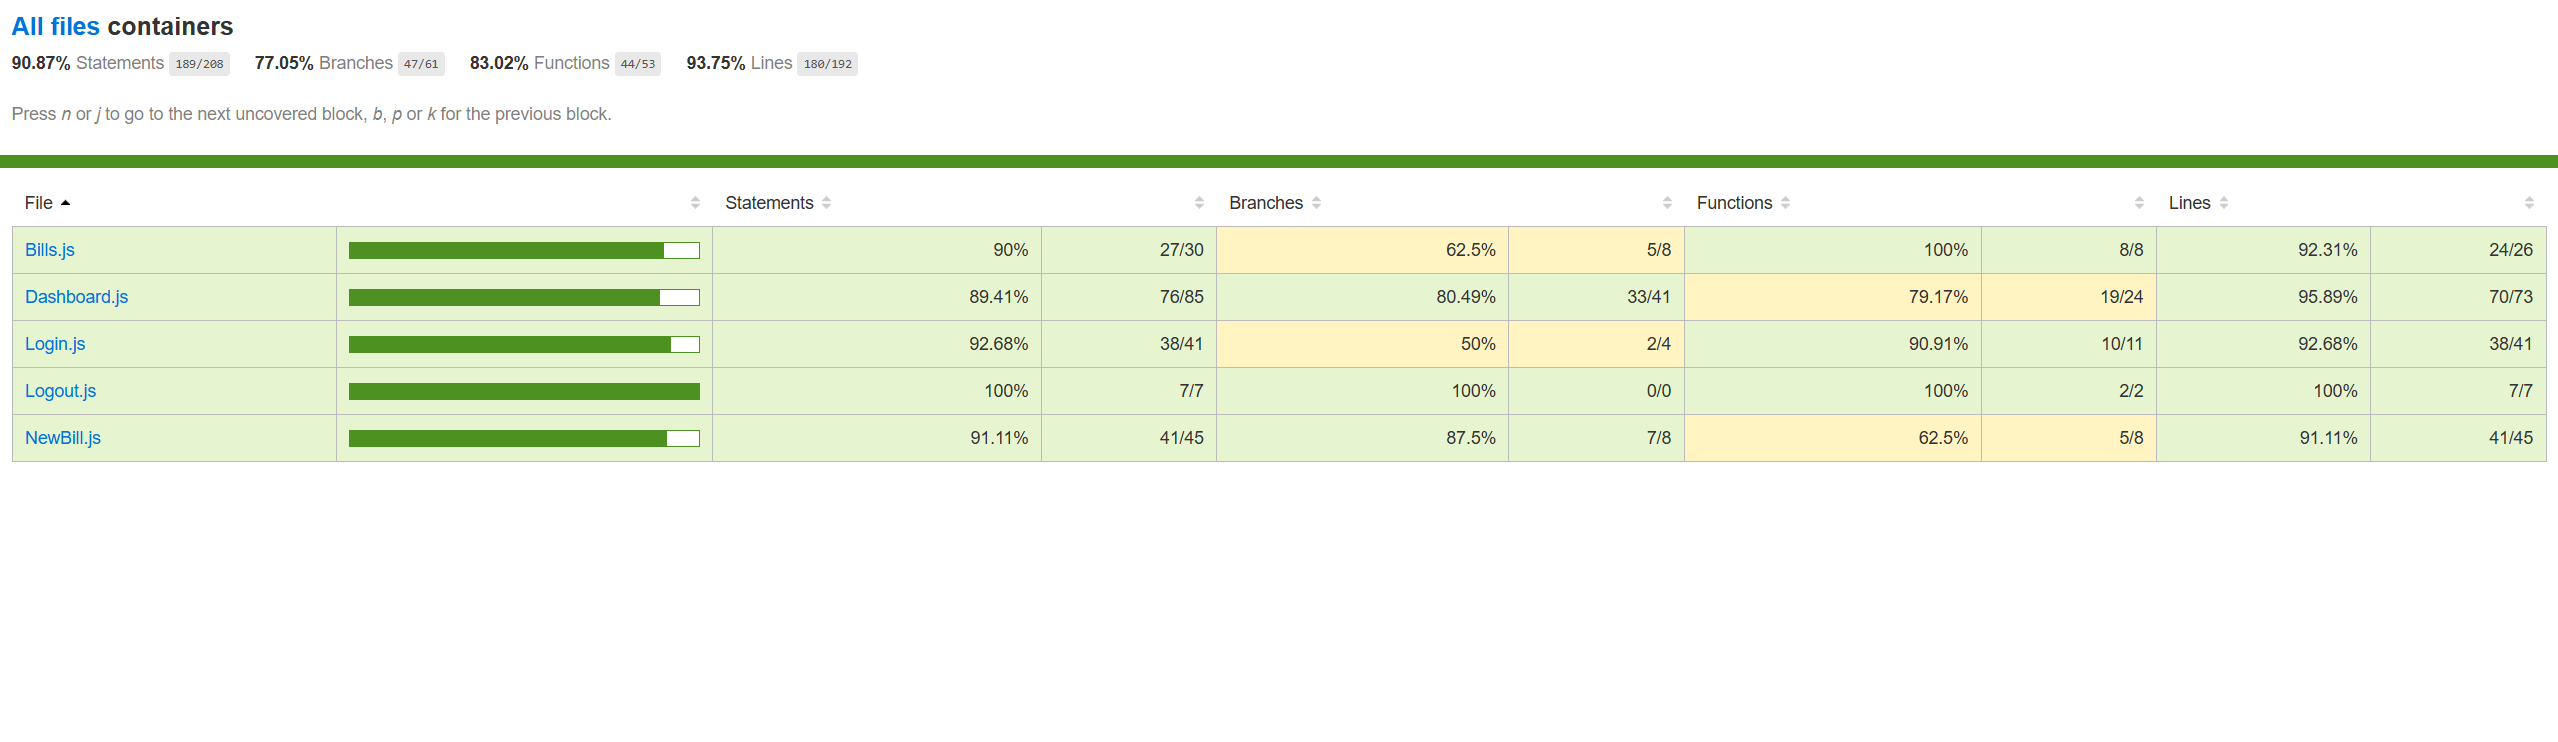 All files containers
90.87% Statements 189/208 77.05% Branches 47/61 83.02% Functions 44/53 93.75% Lines 180/192
Press n or j to go to the next uncovered block, b, p or k for the previous block.
File Statements Branches Functions Lines
Bills.js 90% 27/30 62.5% 5/8 100% 8/8 92.31% 24/26
Dashboard.js 89.41% 76/85 80.49% 33/41 79.17% 19/24 95.89% 70/73
Login.js 92.68% 38/41 50% 2/4 90.91% 10/11 92.68% 38/41
Logout.js 100% 7/7 100% 0/0 100% 2/2 100% 7/7
NewBill.js 91.11% 41/45 87.5% 7/8 62.5% 5/8 91.11% 41/45